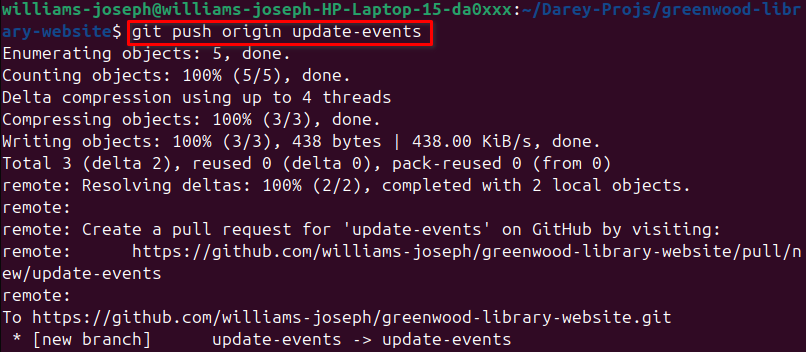 williams-joseph@williams-joseph-HP-Laptop-15-da0xxx:~/Darey-Projs/greenwood-libr
ary-website$ git push origin update-events
Enumerating objects: 5, done.
Counting objects: 100% (5/5), done.
Delta compression using up to 4 threads
Compressing objects: 100% (3/3), done.
Writing objects: 100% (3/3), 438 bytes | 438.00 KiB/s, done.
Total 3 (delta 2), reused 0 (delta 0), pack-reused 0 (from 0)
remote: Resolving deltas: 100% (2/2), completed with 2 local objects.
remote:
remote: Create a pull request for 'update-events' on GitHub by visiting:
remote:      https://github.com/williams-joseph/greenwood-library-website/pull/n
ew/update-events
remote:
To https://github.com/williams-joseph/greenwood-library-website.git
 * [new branch]      update-events -> update-events